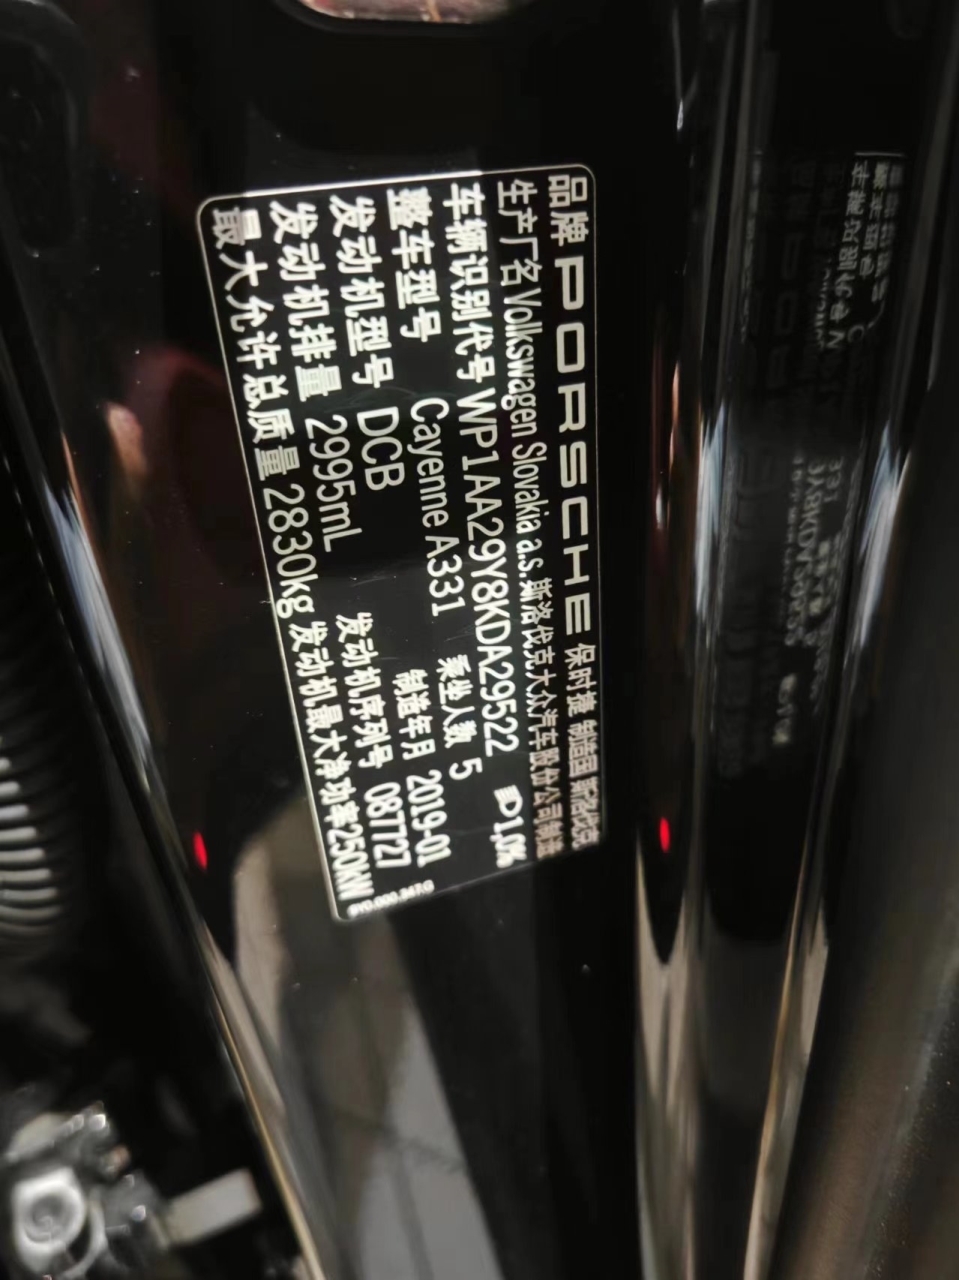 品牌 PORSCHE 保时捷 制造国 斯洛伐克
生产厂名 Volkswagen Slovakia a.s.斯洛伐克大众汽车股份公司制造
车辆识别代号 WP1AA29Y8KDA29522 1,0%
整车型号 Cayenne A331 乘坐人数 5
发动机型号 DCB 制造年月 2019-01
发动机排量 2995mL 发动机序列号 087727
最大允许总质量 2830kg 发动机最大净功率250kW
9Y0.000.347.G